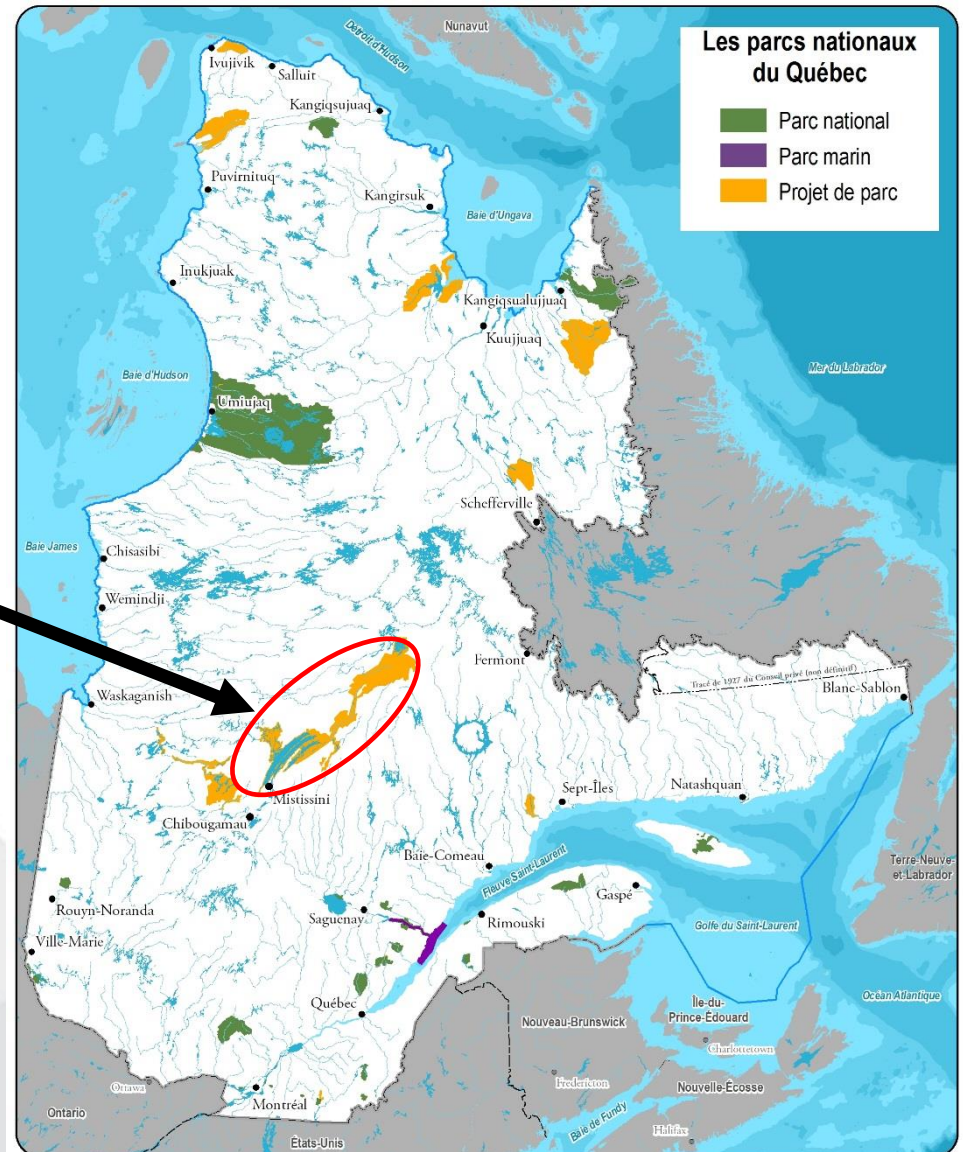 Nunavut
Détroit d'Hudson
Les parcs nationaux
du Québec
Parc national
Parc marin
Projet de parc
Ivujivik
Salluit
Kangiqsujuaq
Puvirnituq
Kangirsuk
Baie d'Ungava
Inukjuak
Kangiqsualujjuaq
Kuujjuaq
Baie d'Hudson
Mer du Labrador
Umiujaq
Schefferville
Baie James
Chisasibi
Wemindji
Fermont
Tracé de 1927 du Conseil privé (non définitif)
Blanc-Sablon
Waskaganish
Mistissini
Sept-Îles
Natashquan
Chibougamau
Baie-Comeau
Fleuve Saint-Laurent
Terre-Neuve-
et-Labrador
Rouyn-Noranda
Saguenay
Rimouski
Gaspé
Golfe du Saint-Laurent
Ville-Marie
Québec
Île-du-
Prince-Édouard
Océan Atlantique
Nouveau-Brunswick
Charlottetown
Ottawa
Fredericton
Nouvelle-Écosse
Montréal
Ontario
Baie de Fundy
Halifax
États-Unis